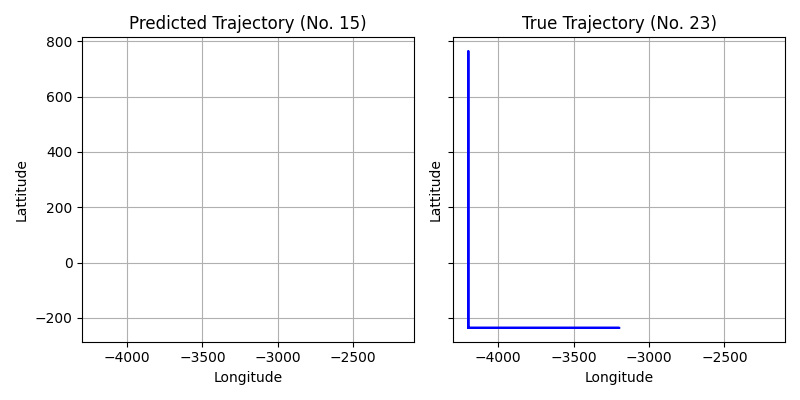 Predicted Trajectory (No. 15)
800
600
400
200
0
−200
Lattitude
−4000 −3500 −3000 −2500
Longitude
True Trajectory (No. 23)
Lattitude
−4000 −3500 −3000 −2500
Longitude